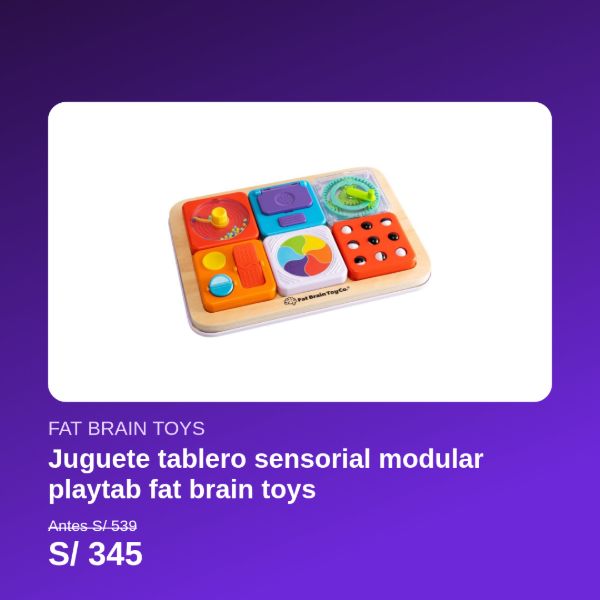 Fat Brain Toy Co.
FAT BRAIN TOYS
Juguete tablero sensorial modular
playtab fat brain toys
Antes S/ 539
S/ 345